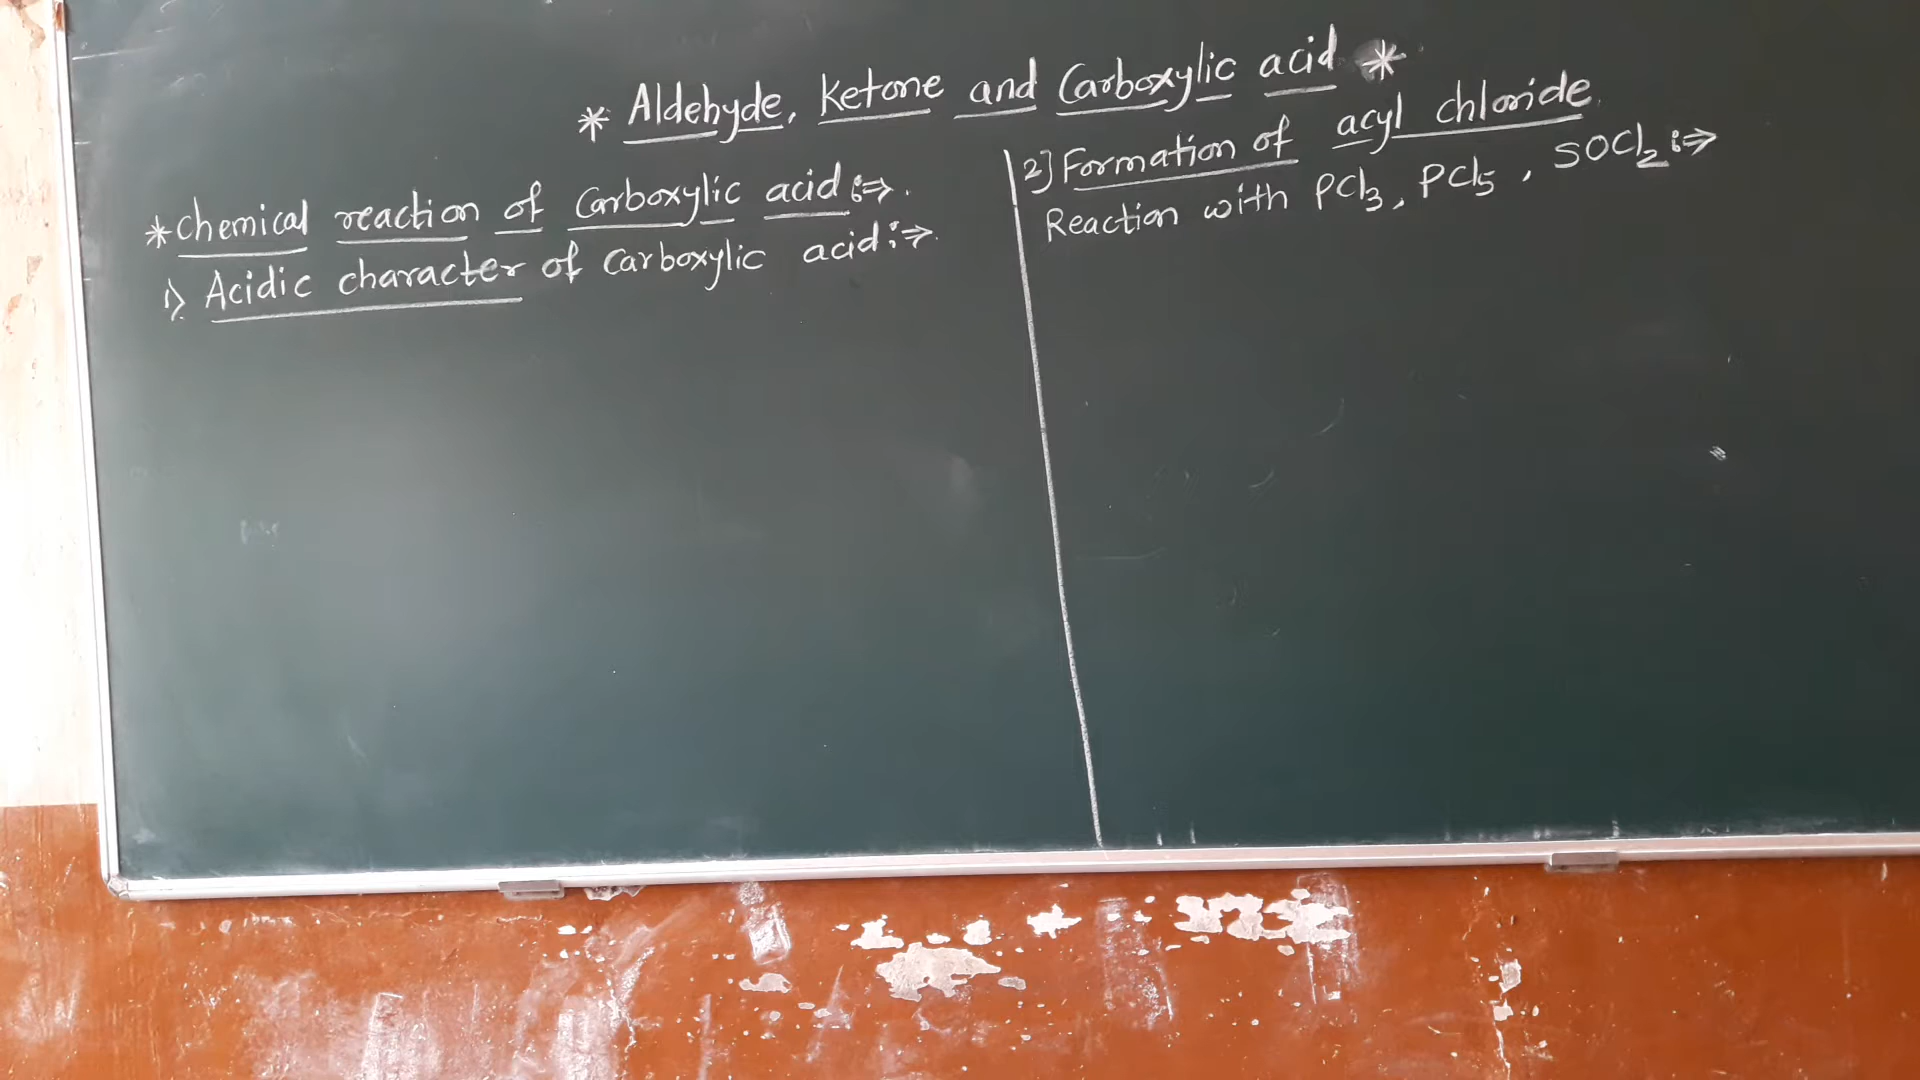 * Aldehyde, Ketone and Carboxylic acid *
* Chemical reaction of Carboxylic acid :⇒.
1) Acidic character of Carboxylic acid :⇒.
2] Formation of acyl chloride
Reaction with PCl₃, PCl₅, SOCl₂ :⇒